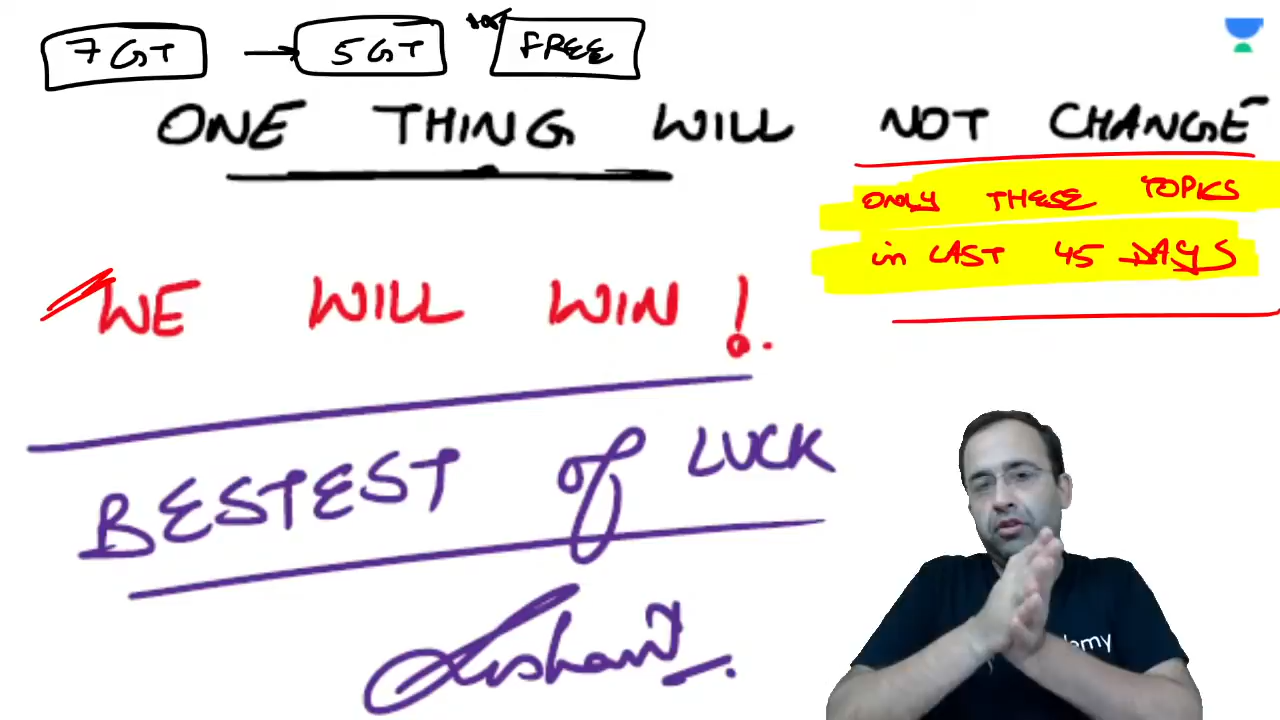 7 GT → 5 GT FREE
ONE THING WILL NOT CHANGE
ONLY THESE TOPICS
in LAST 45 DAYS
WE WILL WIN!
BESTEST of LUCK
demy